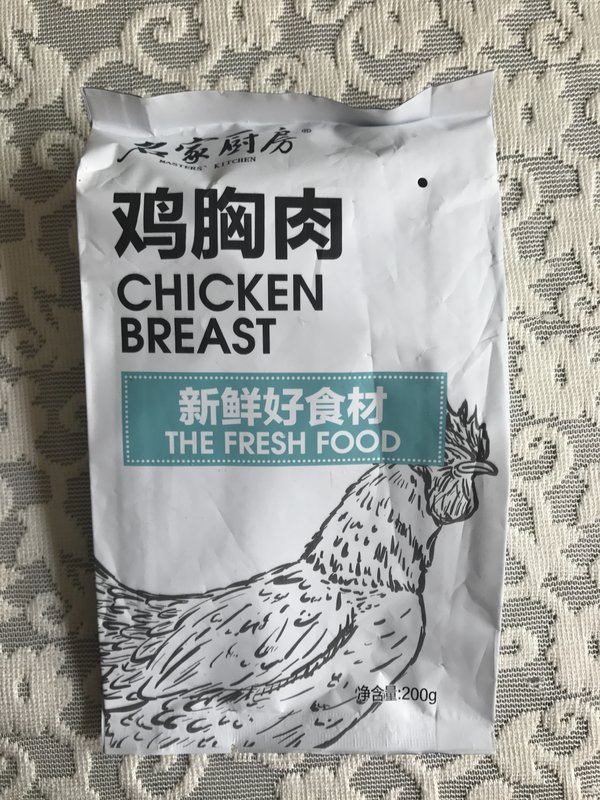 名家厨房®
MASTERS' KITCHEN
鸡胸肉
CHICKEN
BREAST
新鲜好食材
THE FRESH FOOD
净含量:200g